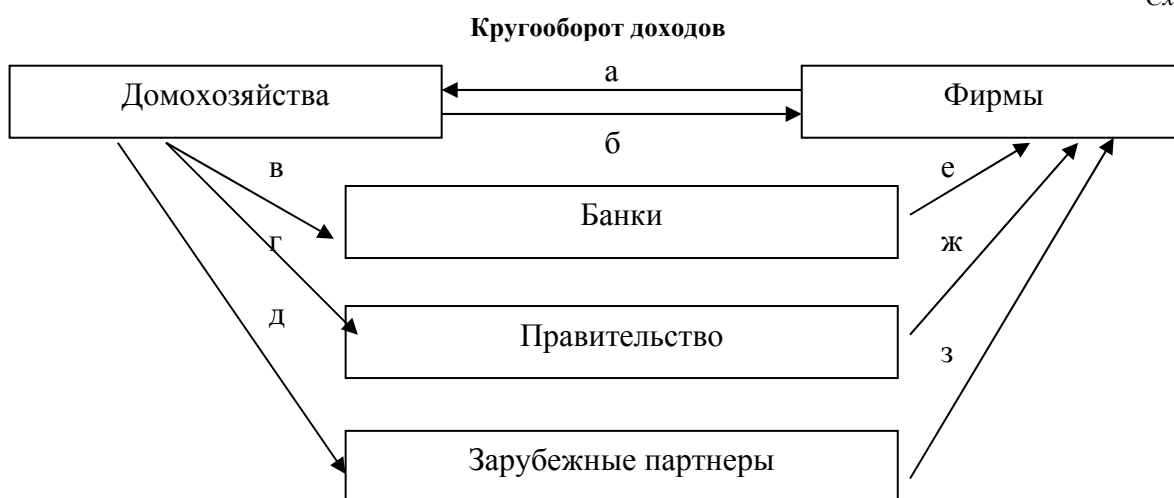 Сх
Кругооборот доходов
Домохозяйства
а
Фирмы
б
в
е
Банки
г
ж
д
Правительство
з
Зарубежные партнеры